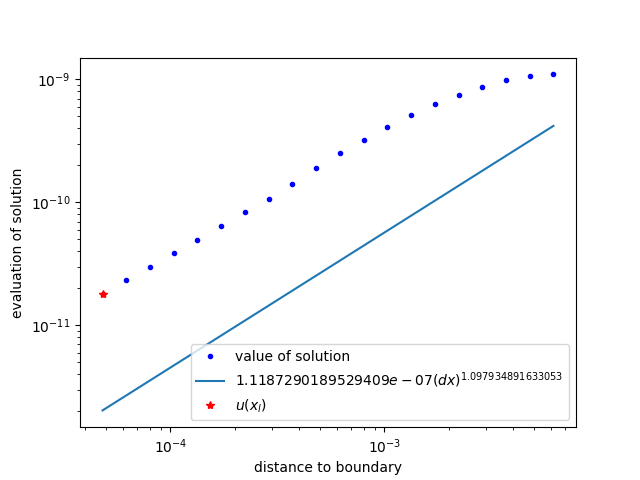 10⁻⁹
10⁻¹⁰
10⁻¹¹
evaluation of solution
value of solution
1.1187290189529409e − 07(dx)^1.097934891633053
u(x_l)
10⁻⁴
10⁻³
distance to boundary